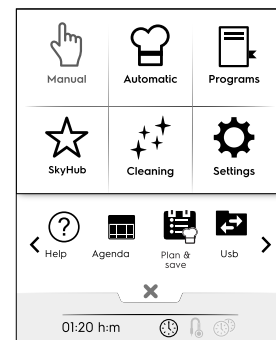 Manual Automatic Programs
SkyHub Cleaning Settings
Help Agenda Plan & save Usb
01:20 h:m